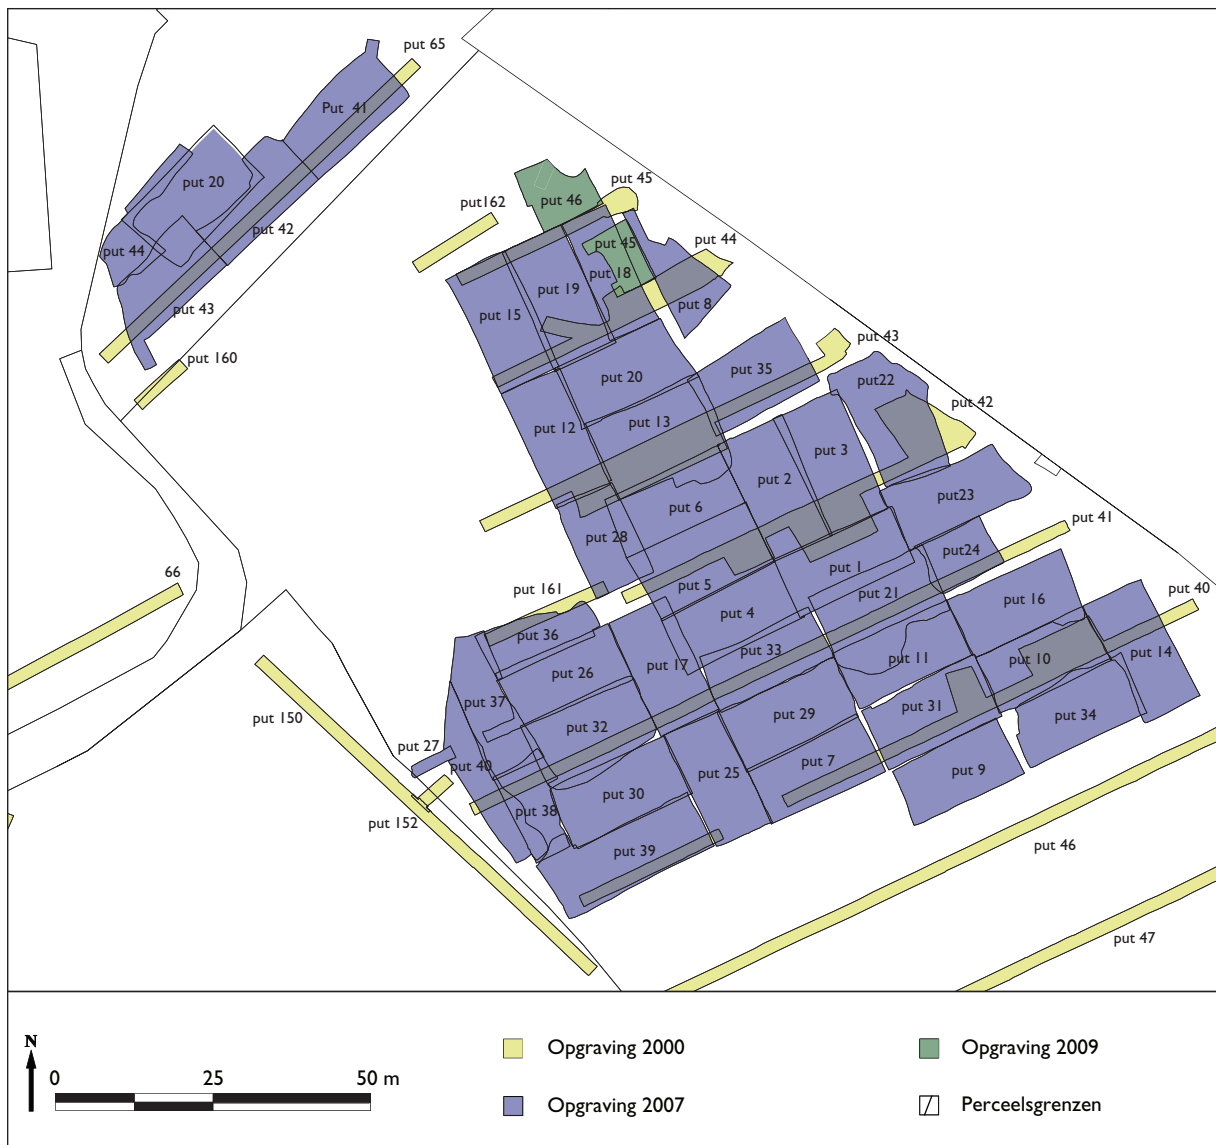 put 65
Put 41
put 20
put 42
put 44
put 43
put 160
put162
put 45
put 46
put 45
put 44
put 18
put 19
put 8
put 15
put 43
put 35
put 20
put22
put 42
put 13
put 12
put 3
put 2
put23
put 6
put 41
put 28
put24
put 1
66
put 161
put 5
put 21
put 40
put 16
put 4
put 36
put 33
put 14
put 10
put 11
put 17
put 26
put 37
put 31
put 34
put 29
put 150
put 32
put 27
put 7
put 40
put 25
put 9
put 30
put 38
put 152
put 46
put 39
put 47
N
0 25 50 m
Opgraving 2000
Opgraving 2009
Opgraving 2007
Perceelsgrenzen